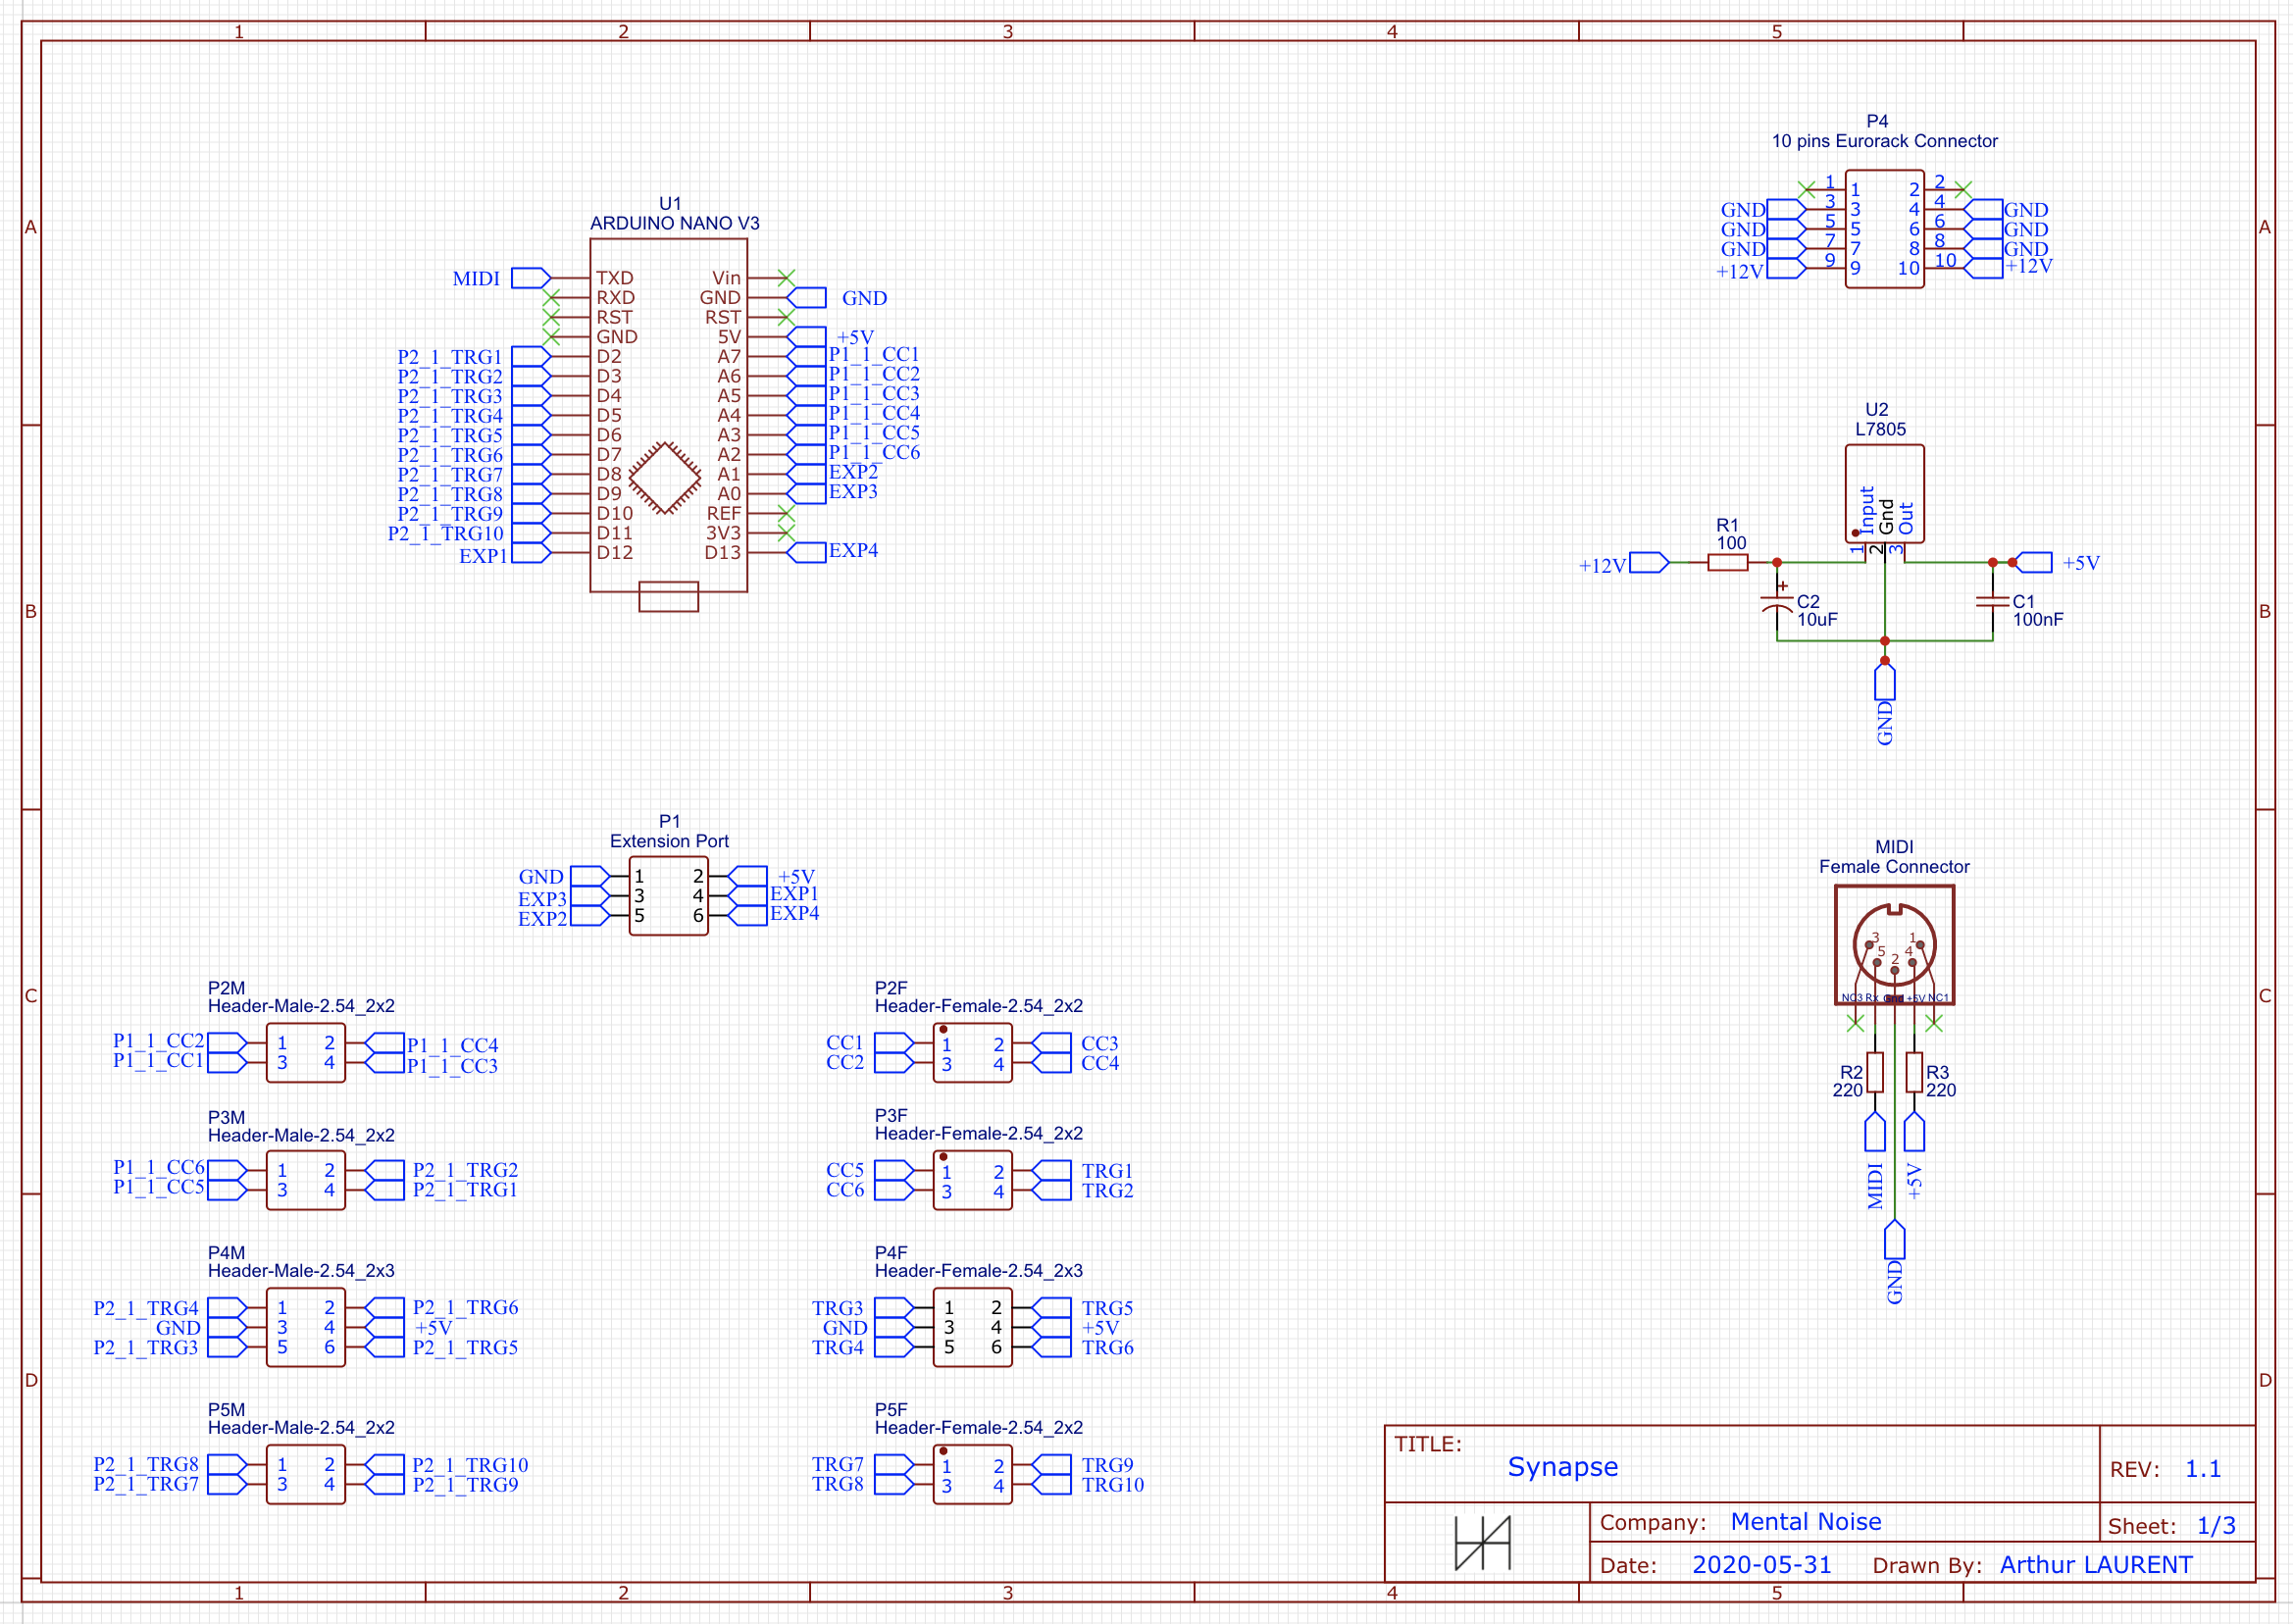 1 2 3 4 5
A
B
C
D
A
B
C
D
1 2 3 4 5
U1
ARDUINO NANO V3
MIDI TXD Vin
RXD GND GND
RST RST
GND 5V +5V
P2_1_TRG1 D2 A7 P1_1_CC1
P2_1_TRG2 D3 A6 P1_1_CC2
P2_1_TRG3 D4 A5 P1_1_CC3
P2_1_TRG4 D5 A4 P1_1_CC4
P2_1_TRG5 D6 A3 P1_1_CC5
P2_1_TRG6 D7 A2 P1_1_CC6
P2_1_TRG7 D8 A1 EXP2
P2_1_TRG8 D9 A0 EXP3
P2_1_TRG9 D10 REF
P2_1_TRG10 D11 3V3
EXP1 D12 D13 EXP4
P4
10 pins Eurorack Connector
1 1 2 2
GND 3 3 4 4 GND
GND 5 5 6 6 GND
GND 7 7 8 8 GND
+12V 9 9 10 10 +12V
U2
L7805
Input Gnd Out
1 2 3
R1
100
+12V
+5V
C2
10uF
C1
100nF
GND
P1
Extension Port
GND 1 2 +5V
EXP3 3 4 EXP1
EXP2 5 6 EXP4
MIDI
Female Connector
3 1
5 4
2
NC3 Rx Gnd +5V NC1
R2
220
R3
220
MIDI
+5V
GND
P2M
Header-Male-2.54_2x2
P1_1_CC2 1 2 P1_1_CC4
P1_1_CC1 3 4 P1_1_CC3
P2F
Header-Female-2.54_2x2
CC1 1 2 CC3
CC2 3 4 CC4
P3M
Header-Male-2.54_2x2
P1_1_CC6 1 2 P2_1_TRG2
P1_1_CC5 3 4 P2_1_TRG1
P3F
Header-Female-2.54_2x2
CC5 1 2 TRG1
CC6 3 4 TRG2
P4M
Header-Male-2.54_2x3
P2_1_TRG4 1 2 P2_1_TRG6
GND 3 4 +5V
P2_1_TRG3 5 6 P2_1_TRG5
P4F
Header-Female-2.54_2x3
TRG3 1 2 TRG5
GND 3 4 +5V
TRG4 5 6 TRG6
P5M
Header-Male-2.54_2x2
P2_1_TRG8 1 2 P2_1_TRG10
P2_1_TRG7 3 4 P2_1_TRG9
P5F
Header-Female-2.54_2x2
TRG7 1 2 TRG9
TRG8 3 4 TRG10
TITLE:
Synapse
REV: 1.1
Company: Mental Noise
Sheet: 1/3
Date: 2020-05-31 Drawn By: Arthur LAURENT